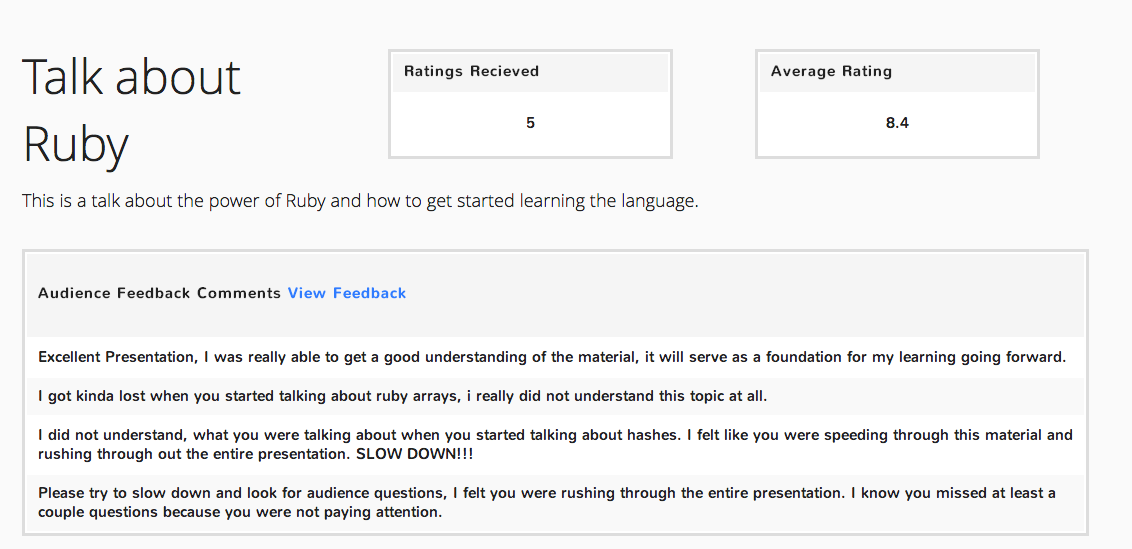 Talk about
Ruby
Ratings Recieved
5
Average Rating
8.4
This is a talk about the power of Ruby and how to get started learning the language.
Audience Feedback Comments View Feedback
Excellent Presentation, I was really able to get a good understanding of the material, it will serve as a foundation for my learning going forward.
I got kinda lost when you started talking about ruby arrays, i really did not understand this topic at all.
I did not understand, what you were talking about when you started talking about hashes. I felt like you were speeding through this material and
rushing through out the entire presentation. SLOW DOWN!!!
Please try to slow down and look for audience questions, I felt you were rushing through the entire presentation. I know you missed at least a
couple questions because you were not paying attention.